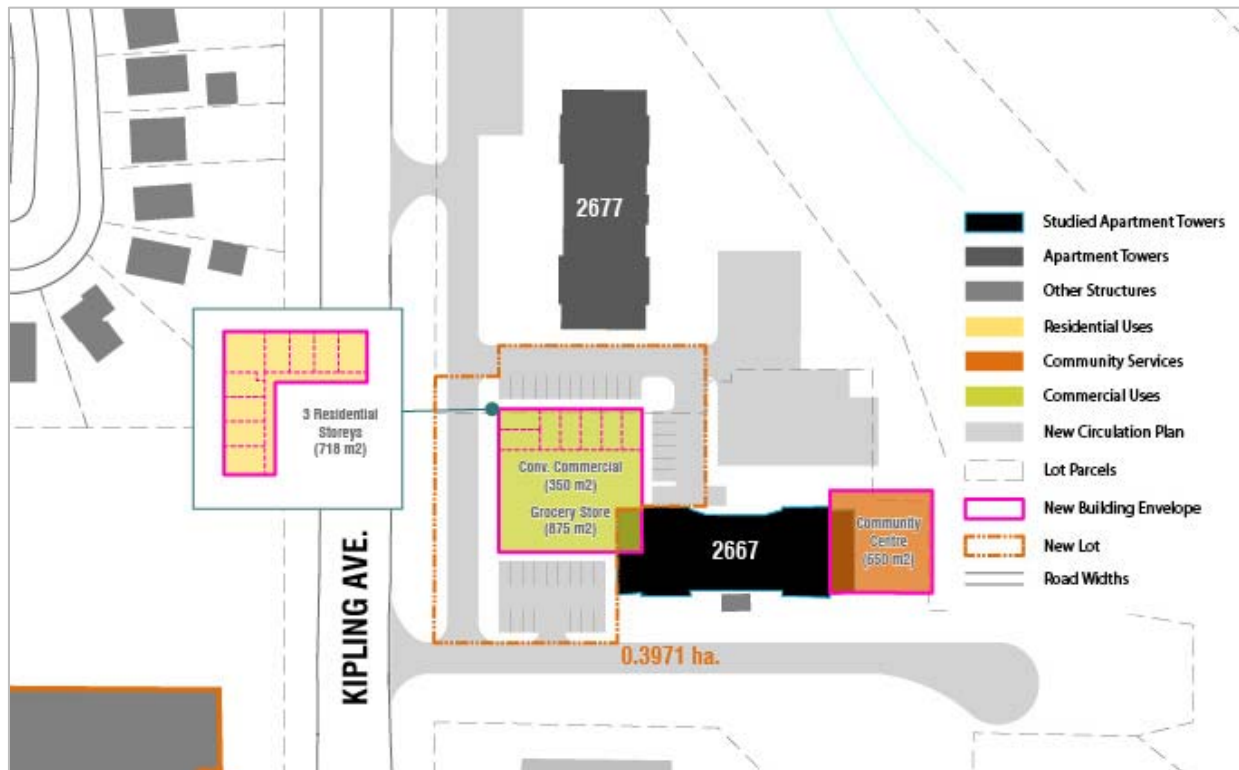 2677
3 Residential
Storeys
(718 m2)
Conv. Commercial
(350 m2)
Grocery Store
(875 m2)
2667
Community
Centre
(550 m2)
KIPLING AVE.
0.3971 ha.
Studied Apartment Towers
Apartment Towers
Other Structures
Residential Uses
Community Services
Commercial Uses
New Circulation Plan
Lot Parcels
New Building Envelope
New Lot
Road Widths